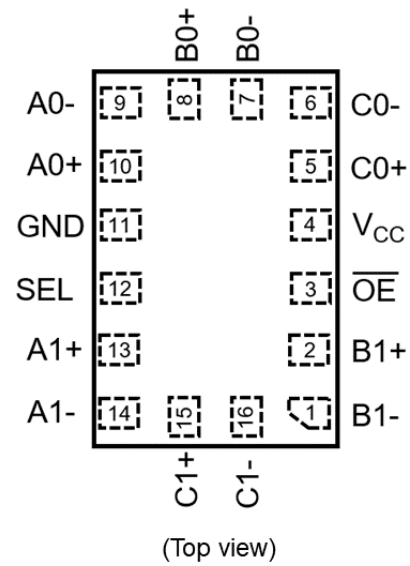 B0+ B0-
A0- 9 8 7 6 C0-
A0+ 10 5 C0+
GND 11 4 VCC
SEL 12 3 O̅E̅
A1+ 13 2 B1+
A1- 14 15 16 1 B1-
C1+ C1-
(Top view)